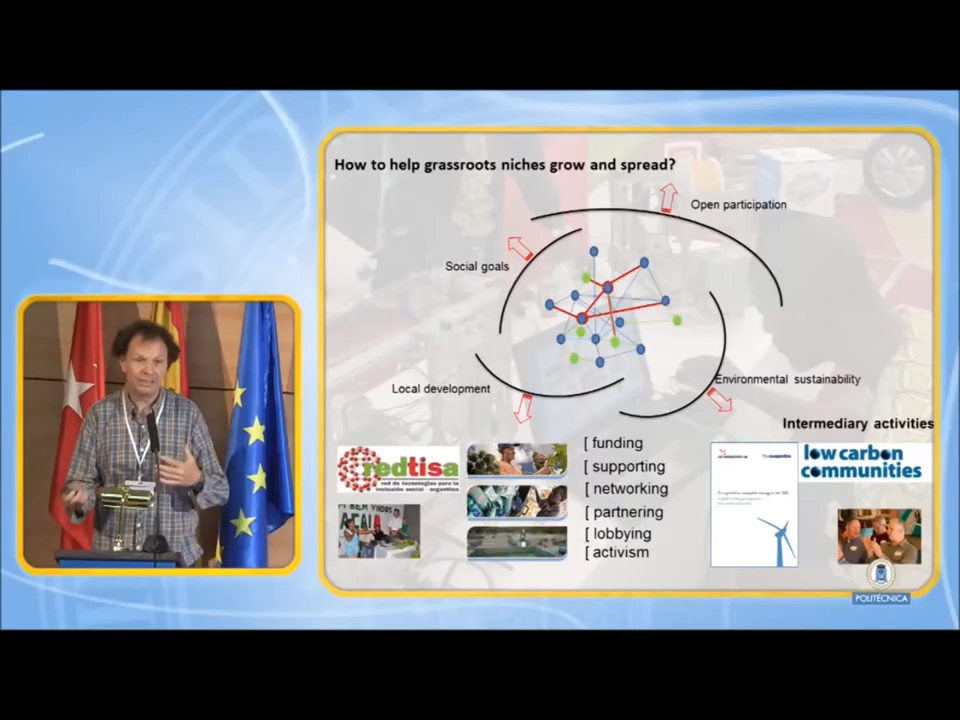 How to help grassroots niches grow and spread?
Open participation
Social goals
Local development
Environmental sustainability
Intermediary activities
redtisa
red de tecnologías para la
inclusión social - argentina
[ funding
[ supporting
[ networking
[ partnering
[ lobbying
[ activism
low carbon
communities
POLITÉCNICA